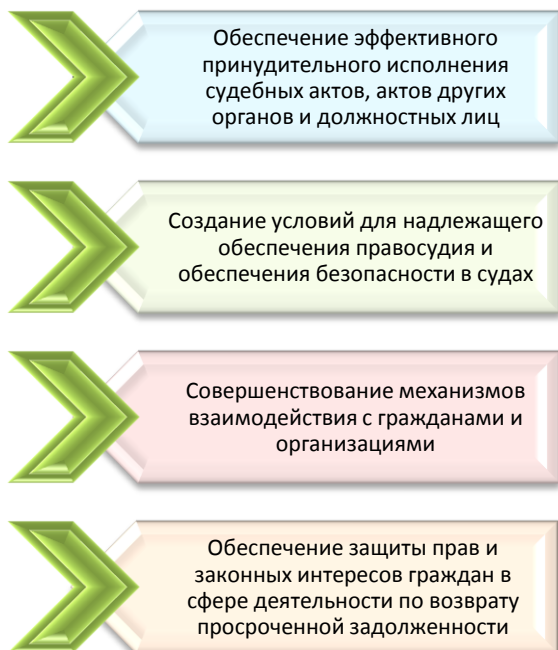 Обеспечение эффективного
принудительного исполнения
судебных актов, актов других
органов и должностных лиц
Создание условий для надлежащего
обеспечения правосудия и
обеспечения безопасности в судах
Совершенствование механизмов
взаимодействия с гражданами и
организациями
Обеспечение защиты прав и
законных интересов граждан в
сфере деятельности по возврату
просроченной задолженности